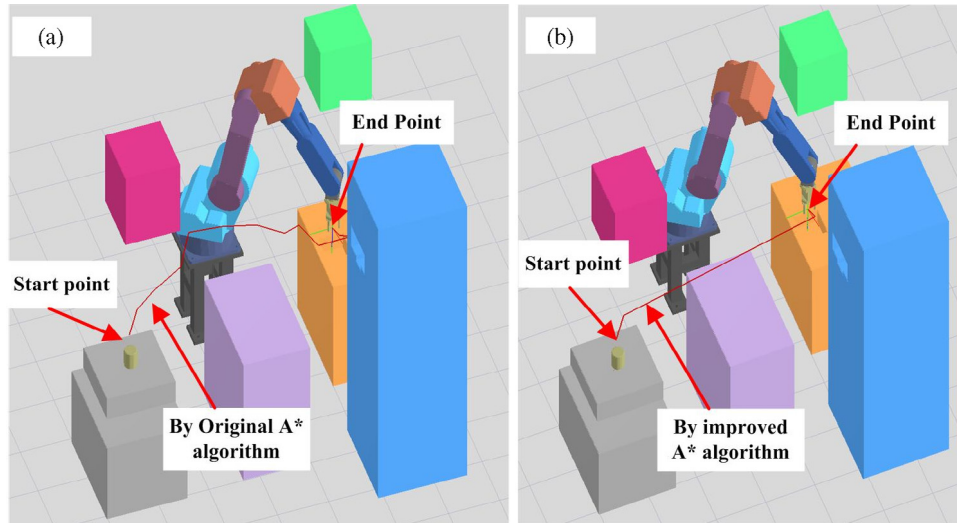 (a)
End Point
Start point
By Original A*
algorithm
(b)
End Point
Start point
By improved
A* algorithm